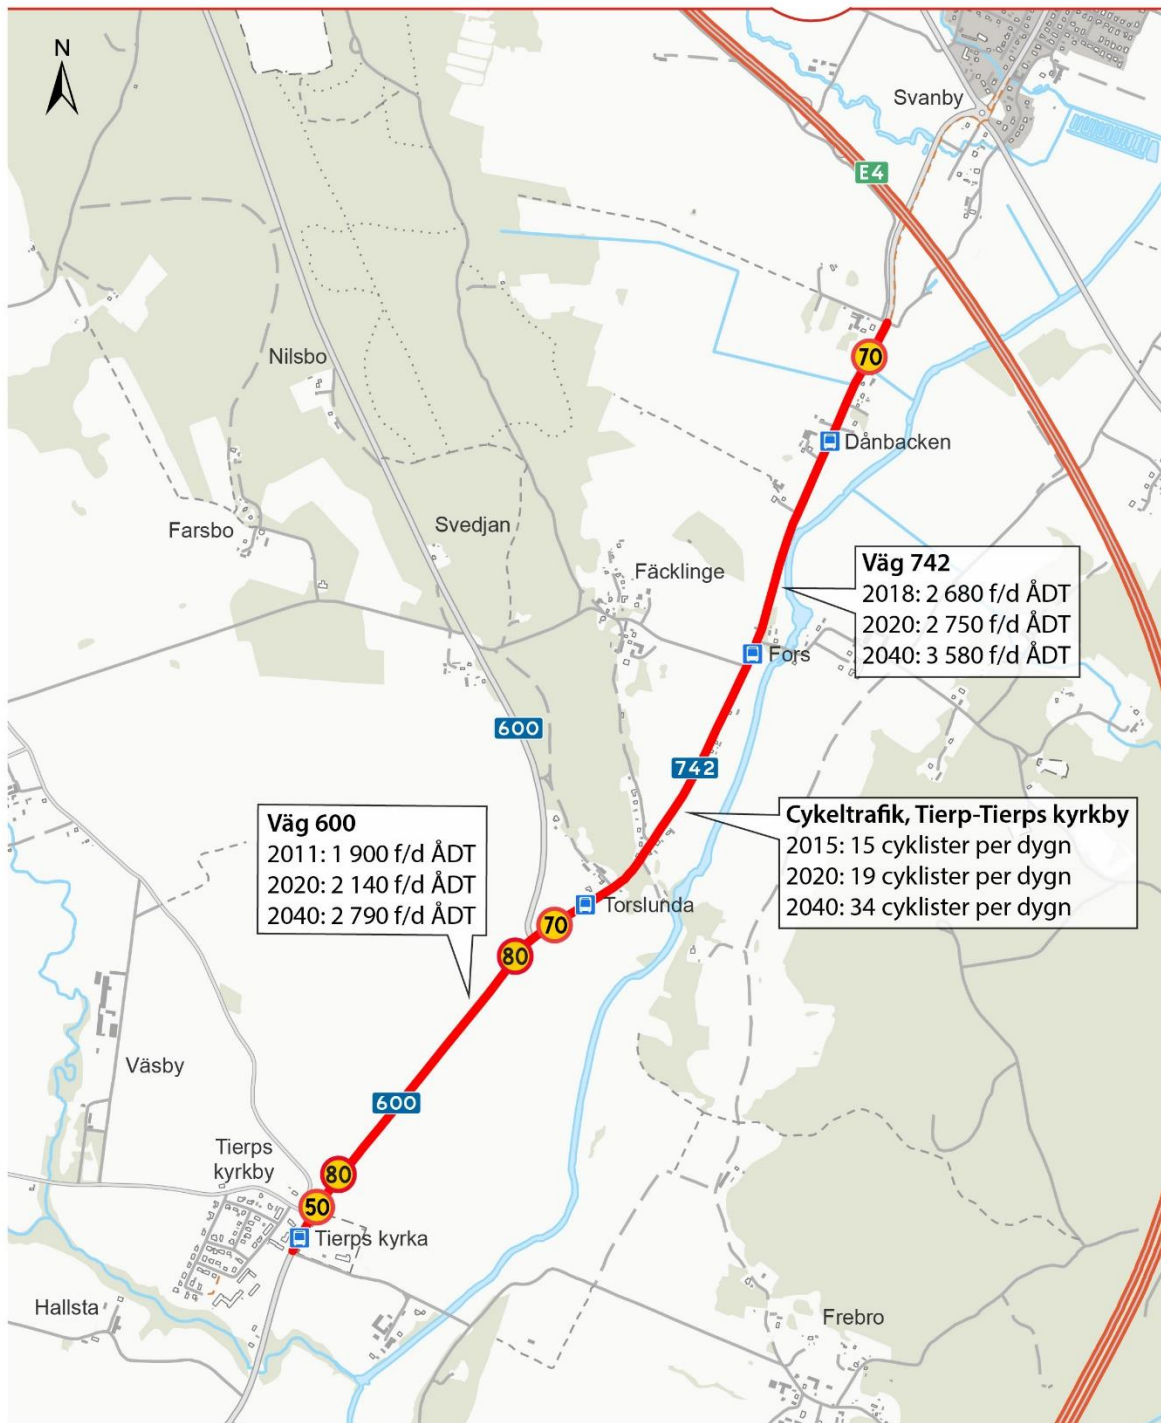 N
Svanby
E4
70
Nilsbo
Dånbacken
Farsbo
Svedjan
Fäcklinge
Väg 742
2018: 2 680 f/d ÅDT
2020: 2 750 f/d ÅDT
2040: 3 580 f/d ÅDT
Fors
600
742
Väg 600
2011: 1 900 f/d ÅDT
2020: 2 140 f/d ÅDT
2040: 2 790 f/d ÅDT
Cykeltrafik, Tierp-Tierps kyrkby
2015: 15 cyklister per dygn
2020: 19 cyklister per dygn
2040: 34 cyklister per dygn
Torslunda
70
80
Väsby
600
Tierps
kyrkby
80
50
Tierps kyrka
Hallsta
Frebro